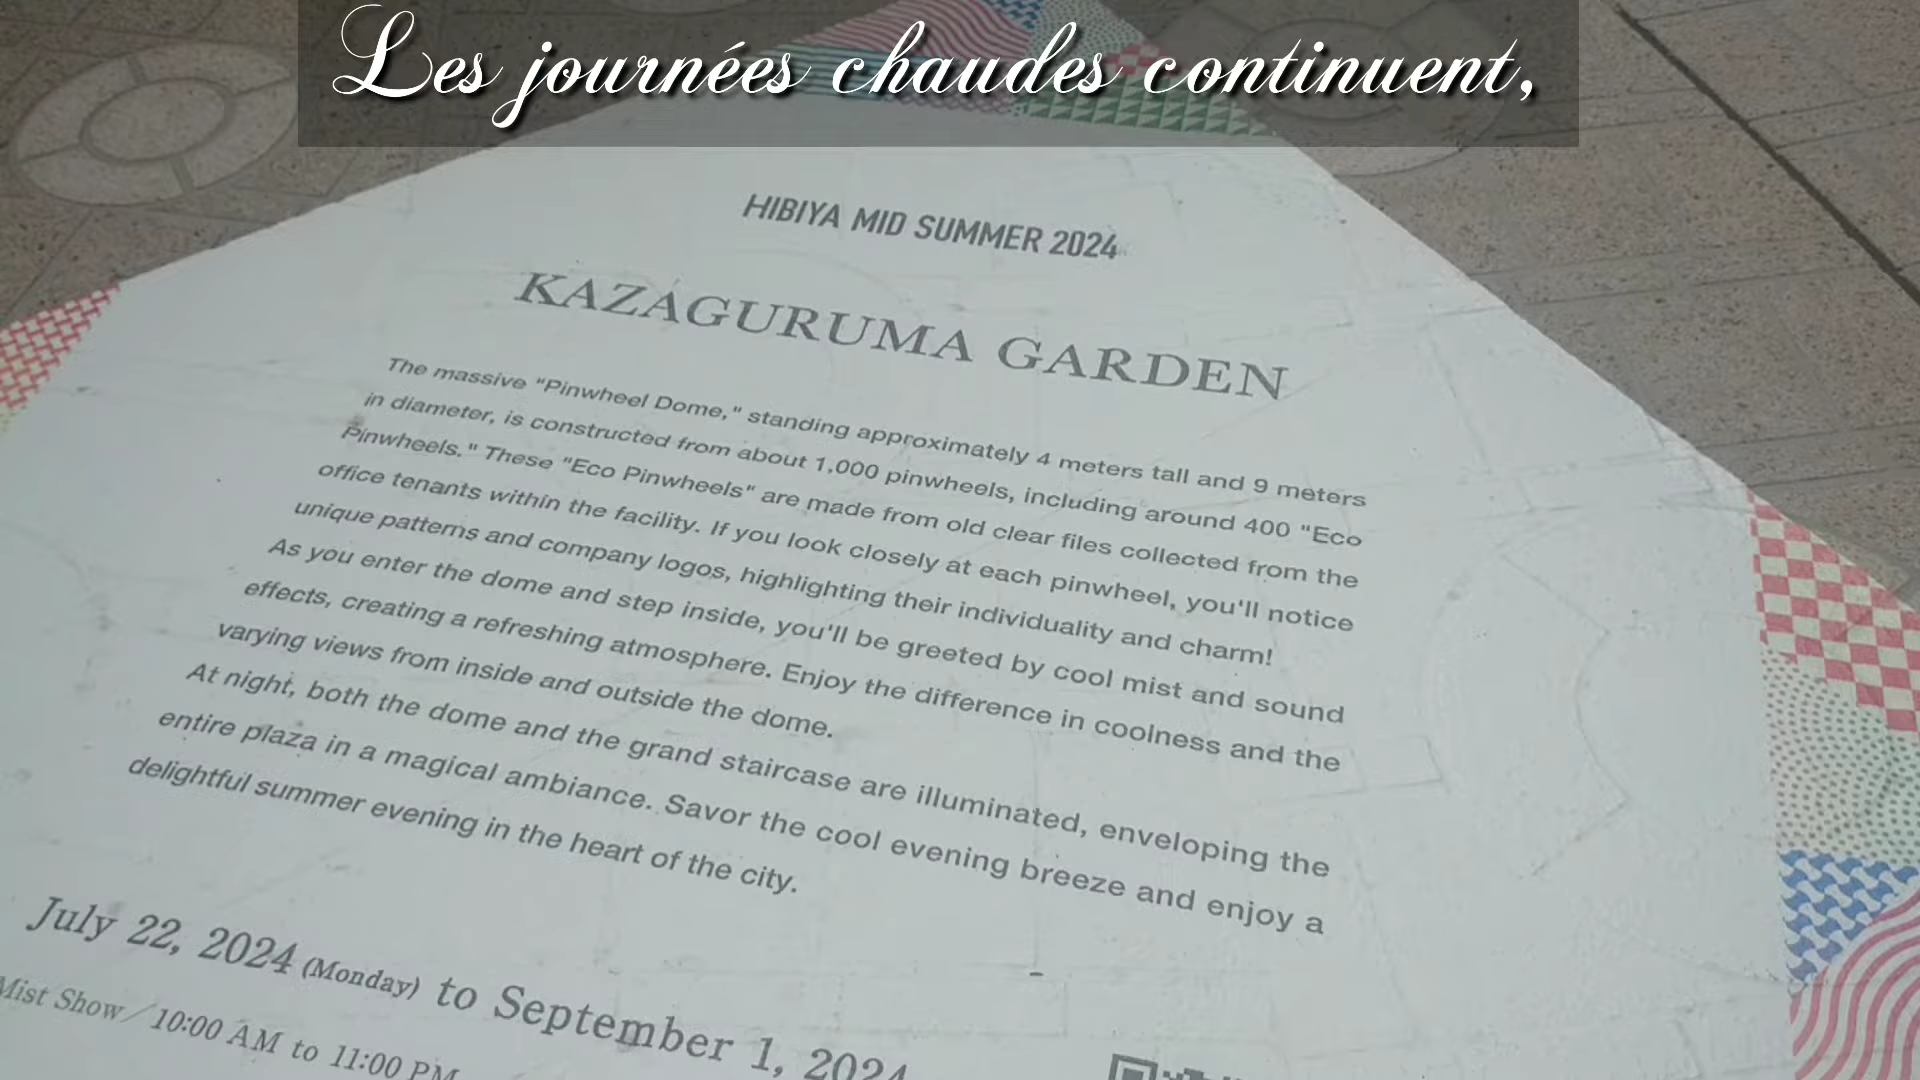 Les journées chaudes continuent,
HIBIYA MID SUMMER 2024
KAZAGURUMA GARDEN
The massive "Pinwheel Dome," standing approximately 4 meters tall and 9 meters
in diameter, is constructed from about 1,000 pinwheels, including around 400 "Eco
Pinwheels." These "Eco Pinwheels" are made from old clear files collected from the
office tenants within the facility. If you look closely at each pinwheel, you'll notice
unique patterns and company logos, highlighting their individuality and charm!
As you enter the dome and step inside, you'll be greeted by cool mist and sound
effects, creating a refreshing atmosphere. Enjoy the difference in coolness and the
varying views from inside and outside the dome.
At night, both the dome and the grand staircase are illuminated, enveloping the
entire plaza in a magical ambiance. Savor the cool evening breeze and enjoy a
delightful summer evening in the heart of the city.
July 22, 2024 (Monday) to September 1, 2024
Mist Show／10:00 AM to 11:00 PM